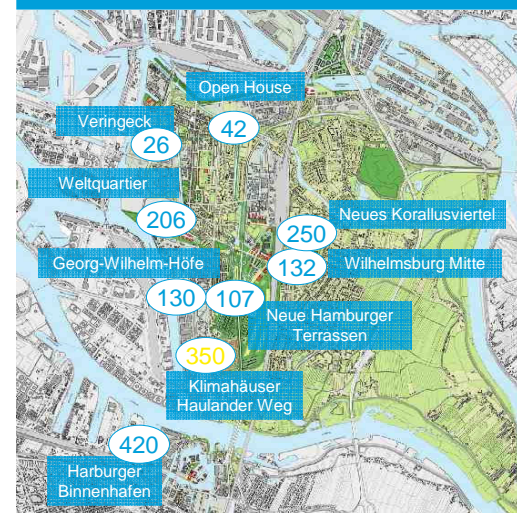 Open House
42
Veringeck
26
Weltquartier
206
Neues Korallusviertel
250
Georg-Wilhelm-Höfe
132
Wilhelmsburg Mitte
130
107
Neue Hamburger
Terrassen
350
Klimahäuser
Haulander Weg
420
Harburger
Binnenhafen